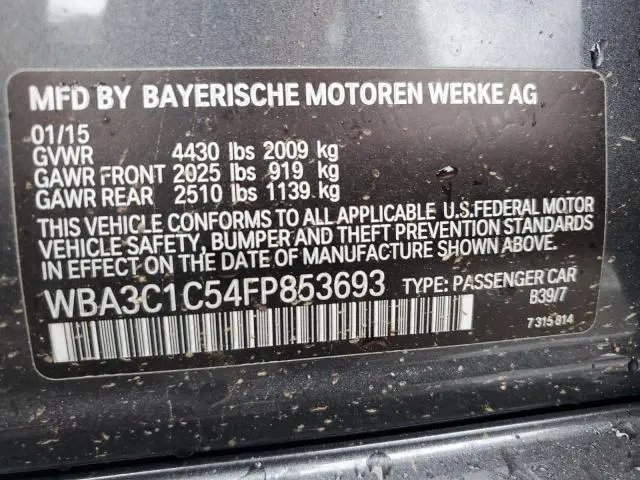 MFD BY BAYERISCHE MOTOREN WERKE AG
01/15
GVWR 4430 lbs 2009 kg
GAWR FRONT 2025 lbs 919 kg
GAWR REAR 2510 lbs 1139 kg
THIS VEHICLE CONFORMS TO ALL APPLICABLE U.S.FEDERAL MOTOR
VEHICLE SAFETY, BUMPER AND THEFT PREVENTION STANDARDS
IN EFFECT ON THE DATE OF MANUFACTURE SHOWN ABOVE.
WBA3C1C54FP853693 TYPE: PASSENGER CAR
B39/7
7 315 814